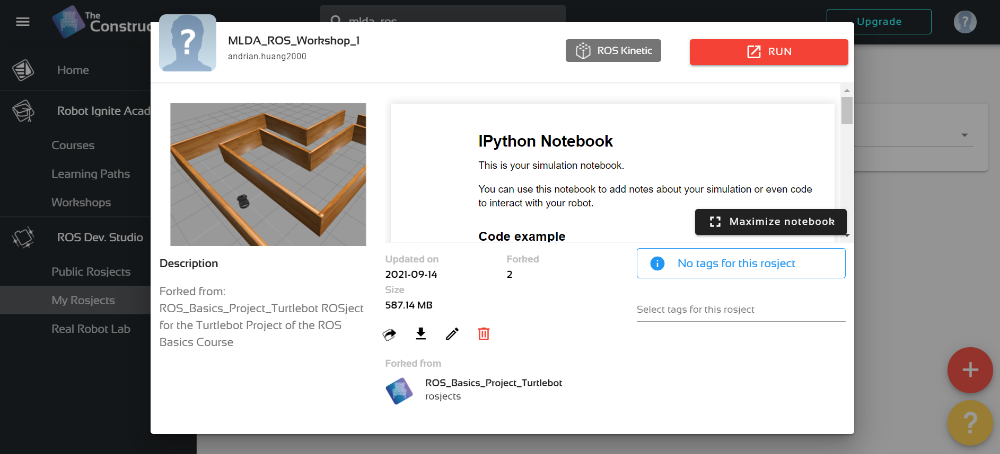 The
Constru
mlda_ros
Upgrade
?
Home
Robot Ignite Acad
Courses
Learning Paths
Workshops
ROS Dev. Studio
Public Rosjects
My Rosjects
Real Robot Lab
?
MLDA_ROS_Workshop_1
andrian.huang2000
ROS Kinetic
RUN
IPython Notebook
This is your simulation notebook.
You can use this notebook to add notes about your simulation or even code
to interact with your robot.
Code example
Maximize notebook
Description
Forked from:
ROS_Basics_Project_Turtlebot ROSject
for the Turtlebot Project of the ROS
Basics Course
Updated on
2021-09-14
Forked
2
Size
587.14 MB
Forked from
ROS_Basics_Project_Turtlebot
rosjects
No tags for this rosject
Select tags for this rosject
+
?